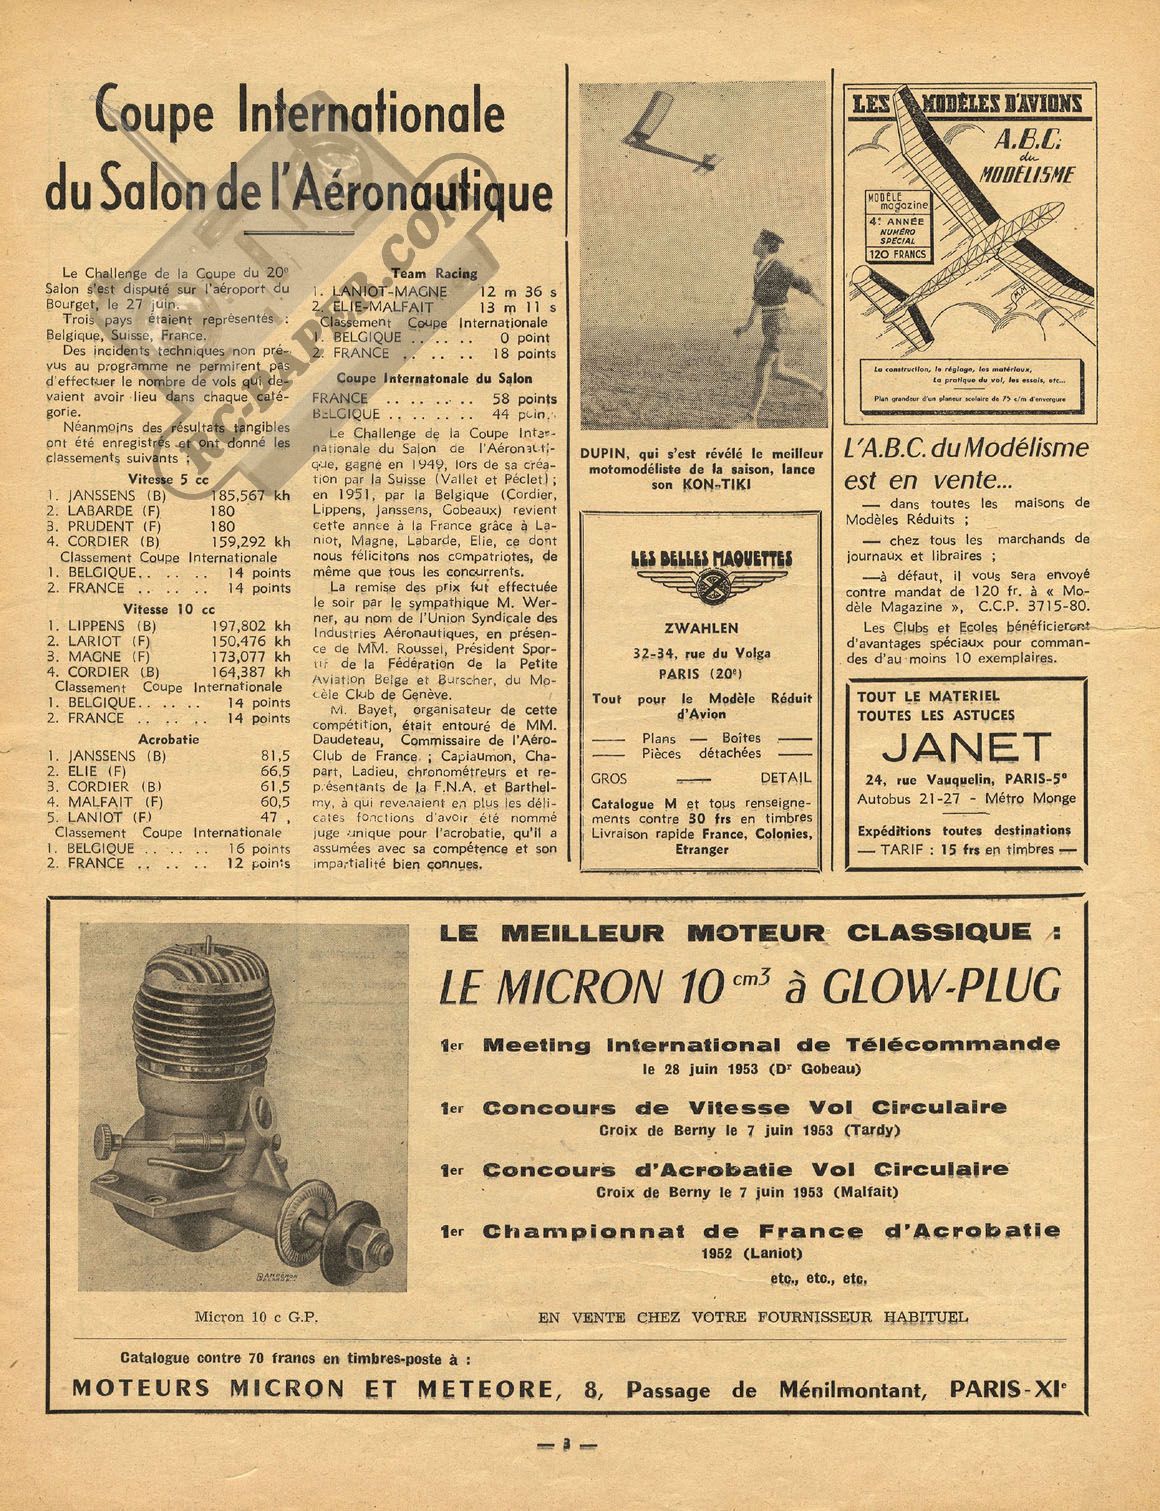 Coupe Internationale
du Salon de l'Aéronautique
Le Challenge de la Coupe du 20e
Salon s'est disputé sur l'aéroport du
Bourget, le 27 juin.
Trois pays étaient représentés :
Belgique, Suisse, France.
Des incidents techniques non pré-
vus au programme ne permirent pas
d'effectuer le nombre de vols qui de-
vaient avoir lieu dans chaque caté-
gorie.
Néanmoins des résultats tangibles
ont été enregistrés et ont donné les
classements suivants :
Vitesse 5 cc
1. JANSSENS (B) 185,567 kh
2. LABARDE (F) 180
3. PRUDENT (F) 180
4. CORDIER (B) 159,292 kh
Classement Coupe Internationale
1. BELGIQUE.. .. .. 14 points
2. FRANCE .. .. .. 14 points
Vitesse 10 cc
1. LIPPENS (B) 197,802 kh
2. LARIOT (F) 150,476 kh
3. MAGNE (F) 173,077 kh
4. CORDIER (B) 164,387 kh
Classement Coupe Internationale
1. BELGIQUE.. .. .. 14 points
2. FRANCE .. .. .. 14 points
Acrobatie
1. JANSSENS (B) 81,5
2. ELIE (F) 66,5
3. CORDIER (B) 61,5
4. MALFAIT (F) 60,5
5. LANIOT (F) 47 ,
Classement Coupe Internationale
1. BELGIQUE .. .. .. 16 points
2. FRANCE .. .. .. 12 points
Team Racing
1. LANIOT-MAGNE 12 m 36 s
2. ELIE-MALFAIT 13 m 11 s
Classement Coupe Internationale
1. BELGIQUE .. .. .. 0 point
2. FRANCE .. .. .. 18 points
Coupe Internatonale du Salon
FRANCE .. .. .. .. 58 points
BELGIQUE .. .. .. .. 44 poin.
Le Challenge de la Coupe Inter-
nationale du Salon de l'Aéronauti-
que, gagné en 1949, lors de sa créa-
tion par la Suisse (Vallet et Péclet) ;
en 1951, par la Belgique (Cordier,
Lippens, Janssens, Gobeaux) revient
cette année à la France grâce à La-
niot, Magne, Labarde, Elie, ce dont
nous félicitons nos compatriotes, de
même que tous les concurrents.
La remise des prix fut effectuée
le soir par le sympathique M. Wer-
ner, au nom de l'Union Syndicale des
Industries Aéronautiques, en présen-
ce de MM. Roussel, Président Spor-
tif de la Fédération de la Petite
Aviation Belge et Burscher, du Mo-
cèle Club de Genève.
M. Bayet, organisateur de cette
compétition, était entouré de MM.
Daudeteau, Commissaire de l'Aéro-
Club de France ; Caplaumon, Cha-
part, Ladieu, chronométreurs et re-
présentants de la F.N.A. et Barthel-
my, à qui revenaient en plus les déli-
cates fonctions d'avoir été nommé
juge unique pour l'acrobatie, qu'il a
assumées avec sa compétence et son
impartialité bien connues.
RC-PAPER.COM
DUPIN, qui s'est révélé le meilleur
motomodéliste de la saison, lance
son KON-TIKI
LES BELLES MAQUETTES
ZWAHLEN
32-34, rue du Volga
PARIS (20e)
Tout pour le Modèle Réduit
d'Avion
Plans — Boîtes
Pièces détachées
GROS — DETAIL
Catalogue M et tous renseigne-
ments contre 30 frs en timbres
Livraison rapide France, Colonies,
Etranger
LES MODÈLES D'AVIONS
A.B.C.
du
MODÈLISME
MODÈLE
magazine
4e ANNÉE
NUMÉRO
SPÉCIAL
120 FRANCS
La construction, le réglage, les matériaux,
La pratique du vol, les essais, etc...
Plan grandeur d'un planeur scolaire de 75 c/m d'envergure
L'A.B.C. du Modélisme
est en vente...
— dans toutes les maisons de
Modèles Réduits ;
— chez tous les marchands de
journaux et libraires ;
—à défaut, il vous sera envoyé
contre mandat de 120 fr. à « Mo-
dèle Magazine », C.C.P. 3715-80.
Les Clubs et Ecoles bénéficieront
d'avantages spéciaux pour comman-
des d'au moins 10 exemplaires.
TOUT LE MATERIEL
TOUTES LES ASTUCES
JANET
24, rue Vauquelin, PARIS-5e
Autobus 21-27 - Métro Monge
Expéditions toutes destinations
— TARIF : 15 frs en timbres —
LE MEILLEUR MOTEUR CLASSIQUE :
LE MICRON 10 cm3 à GLOW-PLUG
1er Meeting International de Télécommande
le 28 juin 1953 (Dr Gobeau)
1er Concours de Vitesse Vol Circulaire
Croix de Berny le 7 juin 1953 (Tardy)
1er Concours d'Acrobatie Vol Circulaire
Croix de Berny le 7 juin 1953 (Malfait)
1er Championnat de France d'Acrobatie
1952 (Laniot)
etc., etc., etc.
Micron 10 c G.P.
EN VENTE CHEZ VOTRE FOURNISSEUR HABITUEL
Catalogue contre 70 francs en timbres-poste à :
MOTEURS MICRON ET METEORE, 8, Passage de Ménilmontant, PARIS-XIe
— 3 —